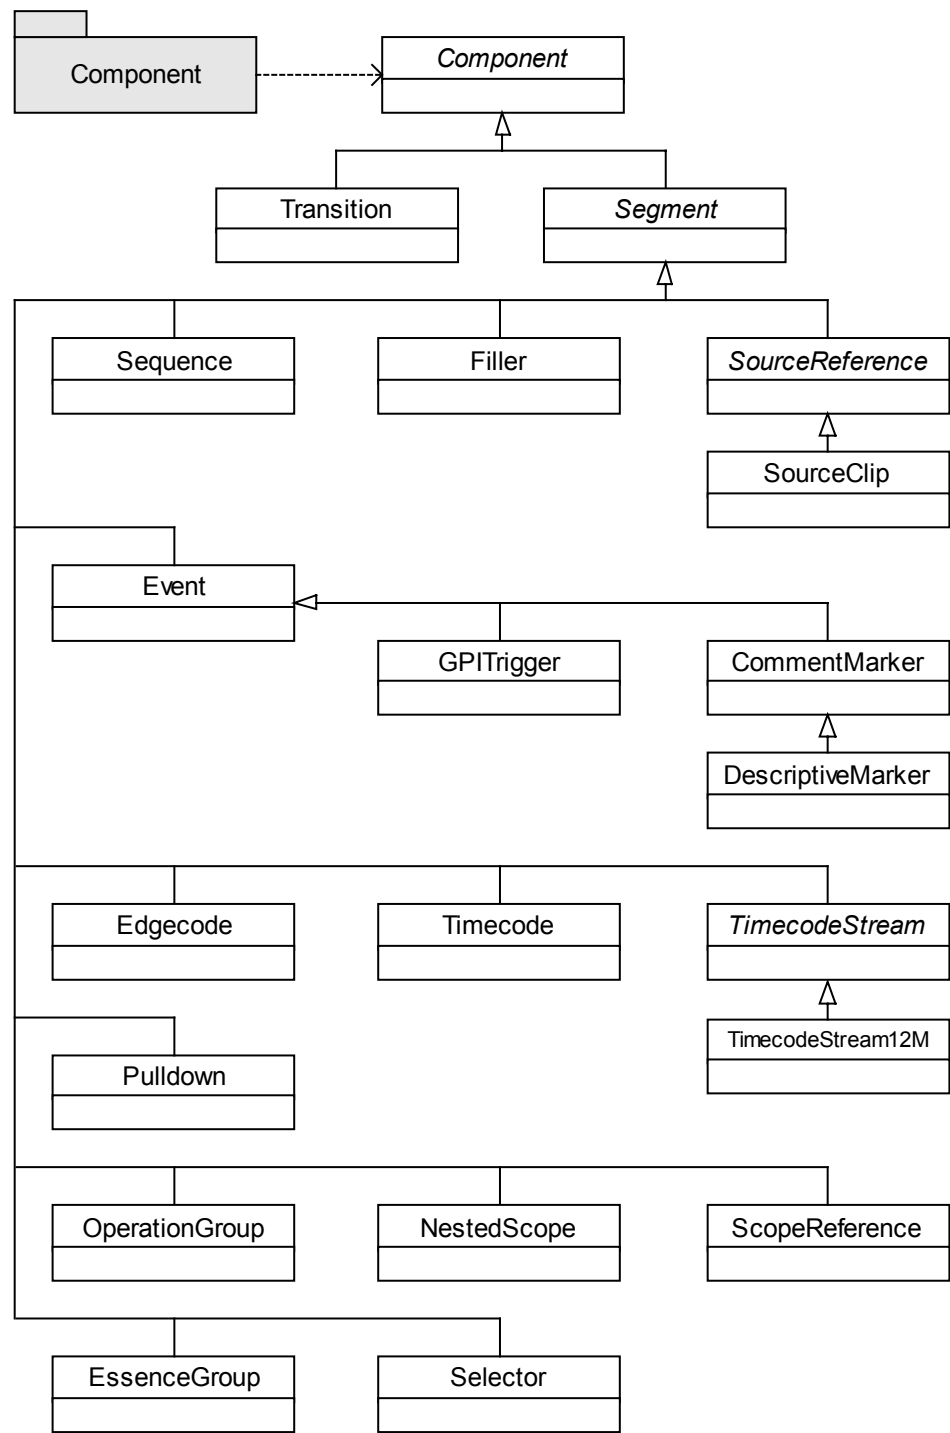 Component
Component
Transition
Segment
Sequence
Filler
SourceReference
SourceClip
Event
GPITrigger
CommentMarker
DescriptiveMarker
Edgecode
Timecode
TimecodeStream
TimecodeStream12M
Pulldown
OperationGroup
NestedScope
ScopeReference
EssenceGroup
Selector